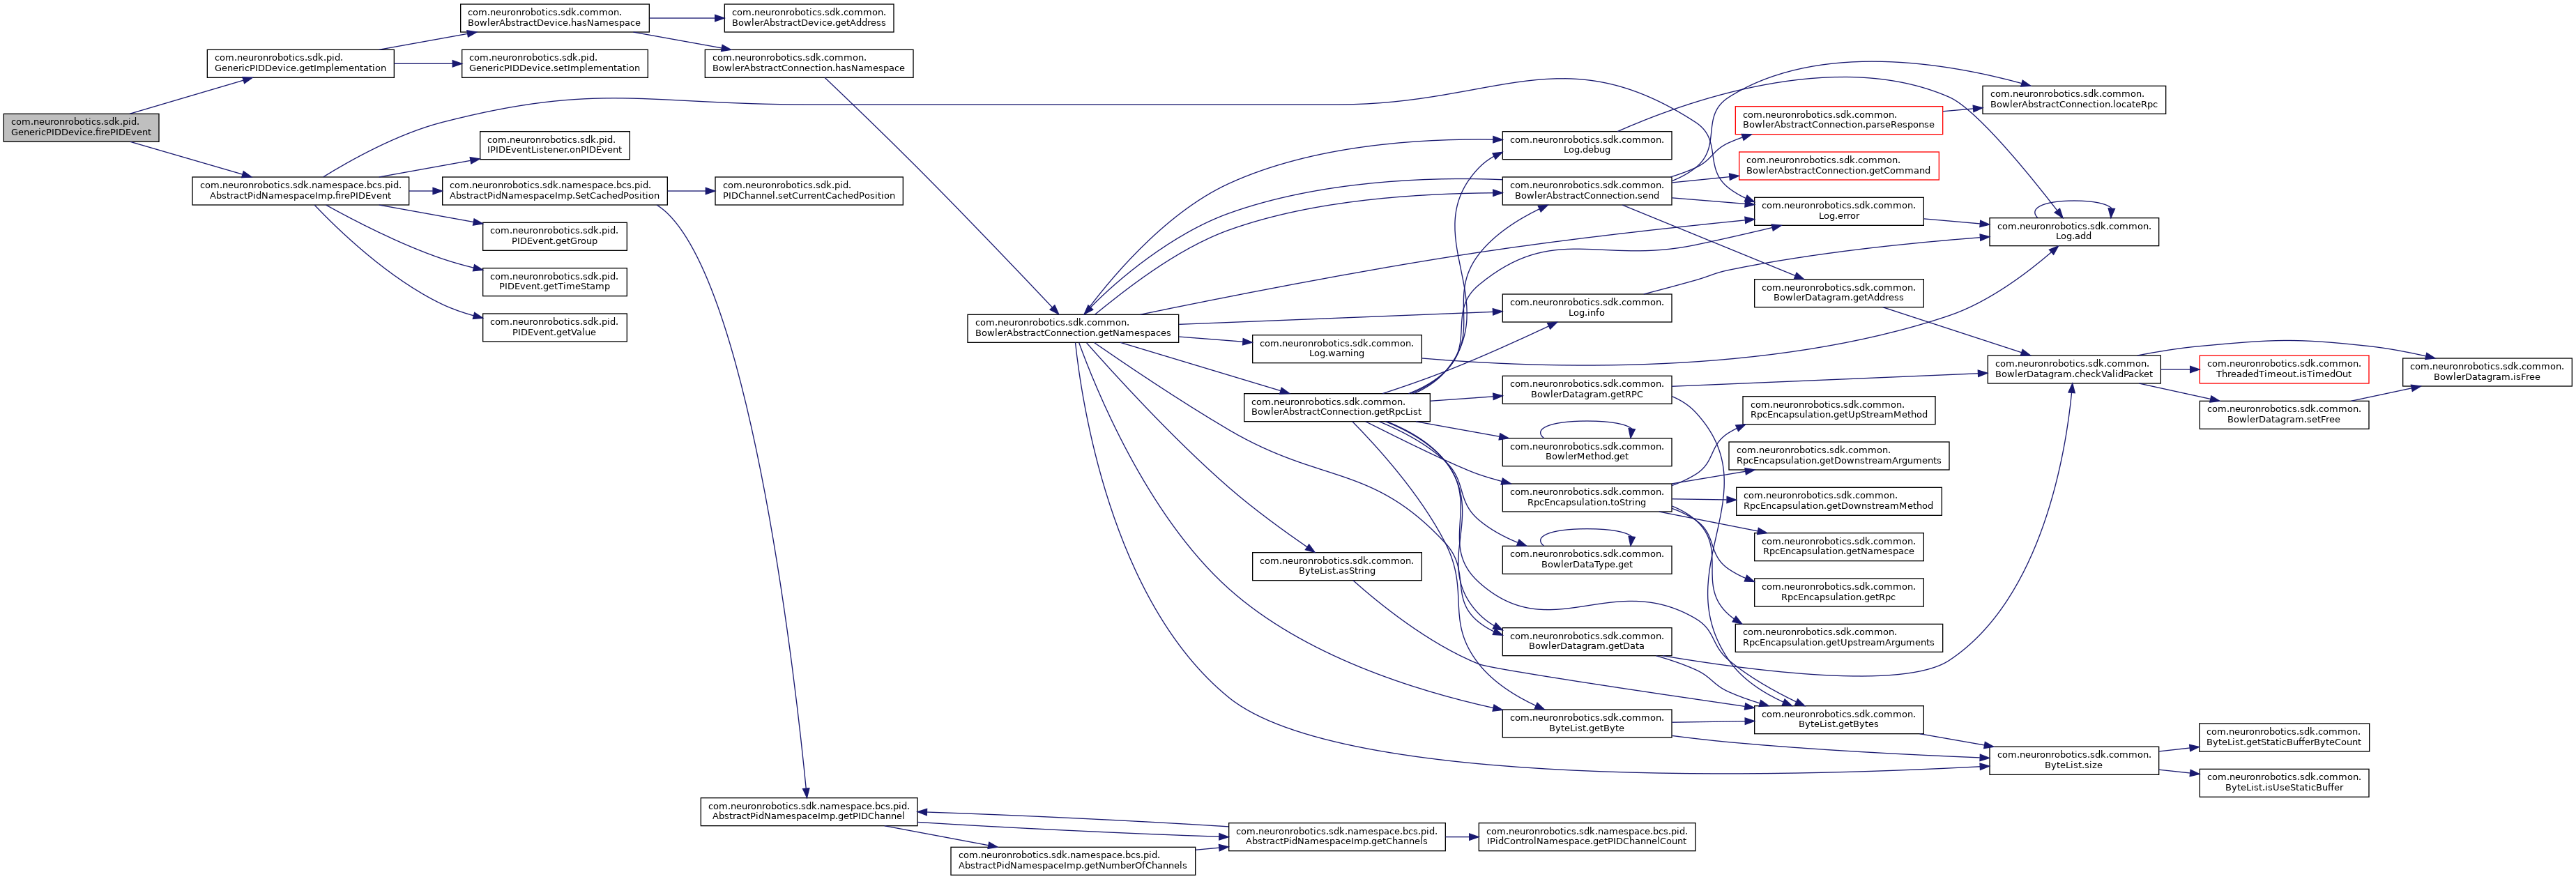 com.neuronrobotics.sdk.pid.
GenericPIDDevice.firePIDEvent
com.neuronrobotics.sdk.pid.
GenericPIDDevice.getImplementation
com.neuronrobotics.sdk.namespace.bcs.pid.
AbstractPidNamespaceImp.firePIDEvent
com.neuronrobotics.sdk.common.
BowlerAbstractDevice.hasNamespace
com.neuronrobotics.sdk.pid.
GenericPIDDevice.setImplementation
com.neuronrobotics.sdk.pid.
IPIDEventListener.onPIDEvent
com.neuronrobotics.sdk.namespace.bcs.pid.
AbstractPidNamespaceImp.SetCachedPosition
com.neuronrobotics.sdk.pid.
PIDEvent.getGroup
com.neuronrobotics.sdk.pid.
PIDEvent.getTimeStamp
com.neuronrobotics.sdk.pid.
PIDEvent.getValue
com.neuronrobotics.sdk.common.
BowlerAbstractDevice.getAddress
com.neuronrobotics.sdk.common.
BowlerAbstractConnection.hasNamespace
com.neuronrobotics.sdk.pid.
PIDChannel.setCurrentCachedPosition
com.neuronrobotics.sdk.namespace.bcs.pid.
AbstractPidNamespaceImp.getPIDChannel
com.neuronrobotics.sdk.common.
BowlerAbstractConnection.getNamespaces
com.neuronrobotics.sdk.namespace.bcs.pid.
AbstractPidNamespaceImp.getNumberOfChannels
com.neuronrobotics.sdk.common.
Log.warning
com.neuronrobotics.sdk.common.
BowlerAbstractConnection.getRpcList
com.neuronrobotics.sdk.common.
ByteList.asString
com.neuronrobotics.sdk.namespace.bcs.pid.
AbstractPidNamespaceImp.getChannels
com.neuronrobotics.sdk.common.
Log.debug
com.neuronrobotics.sdk.common.
BowlerAbstractConnection.send
com.neuronrobotics.sdk.common.
Log.info
com.neuronrobotics.sdk.common.
BowlerDatagram.getRPC
com.neuronrobotics.sdk.common.
BowlerMethod.get
com.neuronrobotics.sdk.common.
RpcEncapsulation.toString
com.neuronrobotics.sdk.common.
BowlerDataType.get
com.neuronrobotics.sdk.common.
BowlerDatagram.getData
com.neuronrobotics.sdk.common.
ByteList.getByte
com.neuronrobotics.sdk.namespace.bcs.pid.
IPidControlNamespace.getPIDChannelCount
com.neuronrobotics.sdk.common.
BowlerAbstractConnection.parseResponse
com.neuronrobotics.sdk.common.
BowlerAbstractConnection.getCommand
com.neuronrobotics.sdk.common.
Log.error
com.neuronrobotics.sdk.common.
BowlerDatagram.getAddress
com.neuronrobotics.sdk.common.
RpcEncapsulation.getUpStreamMethod
com.neuronrobotics.sdk.common.
RpcEncapsulation.getDownstreamArguments
com.neuronrobotics.sdk.common.
RpcEncapsulation.getDownstreamMethod
com.neuronrobotics.sdk.common.
RpcEncapsulation.getNamespace
com.neuronrobotics.sdk.common.
RpcEncapsulation.getRpc
com.neuronrobotics.sdk.common.
RpcEncapsulation.getUpstreamArguments
com.neuronrobotics.sdk.common.
ByteList.getBytes
com.neuronrobotics.sdk.common.
BowlerAbstractConnection.locateRpc
com.neuronrobotics.sdk.common.
Log.add
com.neuronrobotics.sdk.common.
BowlerDatagram.checkValidPacket
com.neuronrobotics.sdk.common.
ByteList.size
com.neuronrobotics.sdk.common.
ThreadedTimeout.isTimedOut
com.neuronrobotics.sdk.common.
BowlerDatagram.setFree
com.neuronrobotics.sdk.common.
ByteList.getStaticBufferByteCount
com.neuronrobotics.sdk.common.
ByteList.isUseStaticBuffer
com.neuronrobotics.sdk.common.
BowlerDatagram.isFree